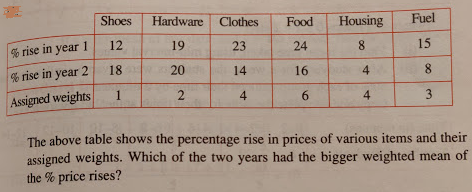 Shoes Hardware Clothes Food Housing Fuel
% rise in year 1 12 19 23 24 8 15
% rise in year 2 18 20 14 16 4 8
Assigned weights 1 2 4 6 4 3
The above table shows the percentage rise in prices of various items and their
assigned weights. Which of the two years had the bigger weighted mean of
the % price rises?